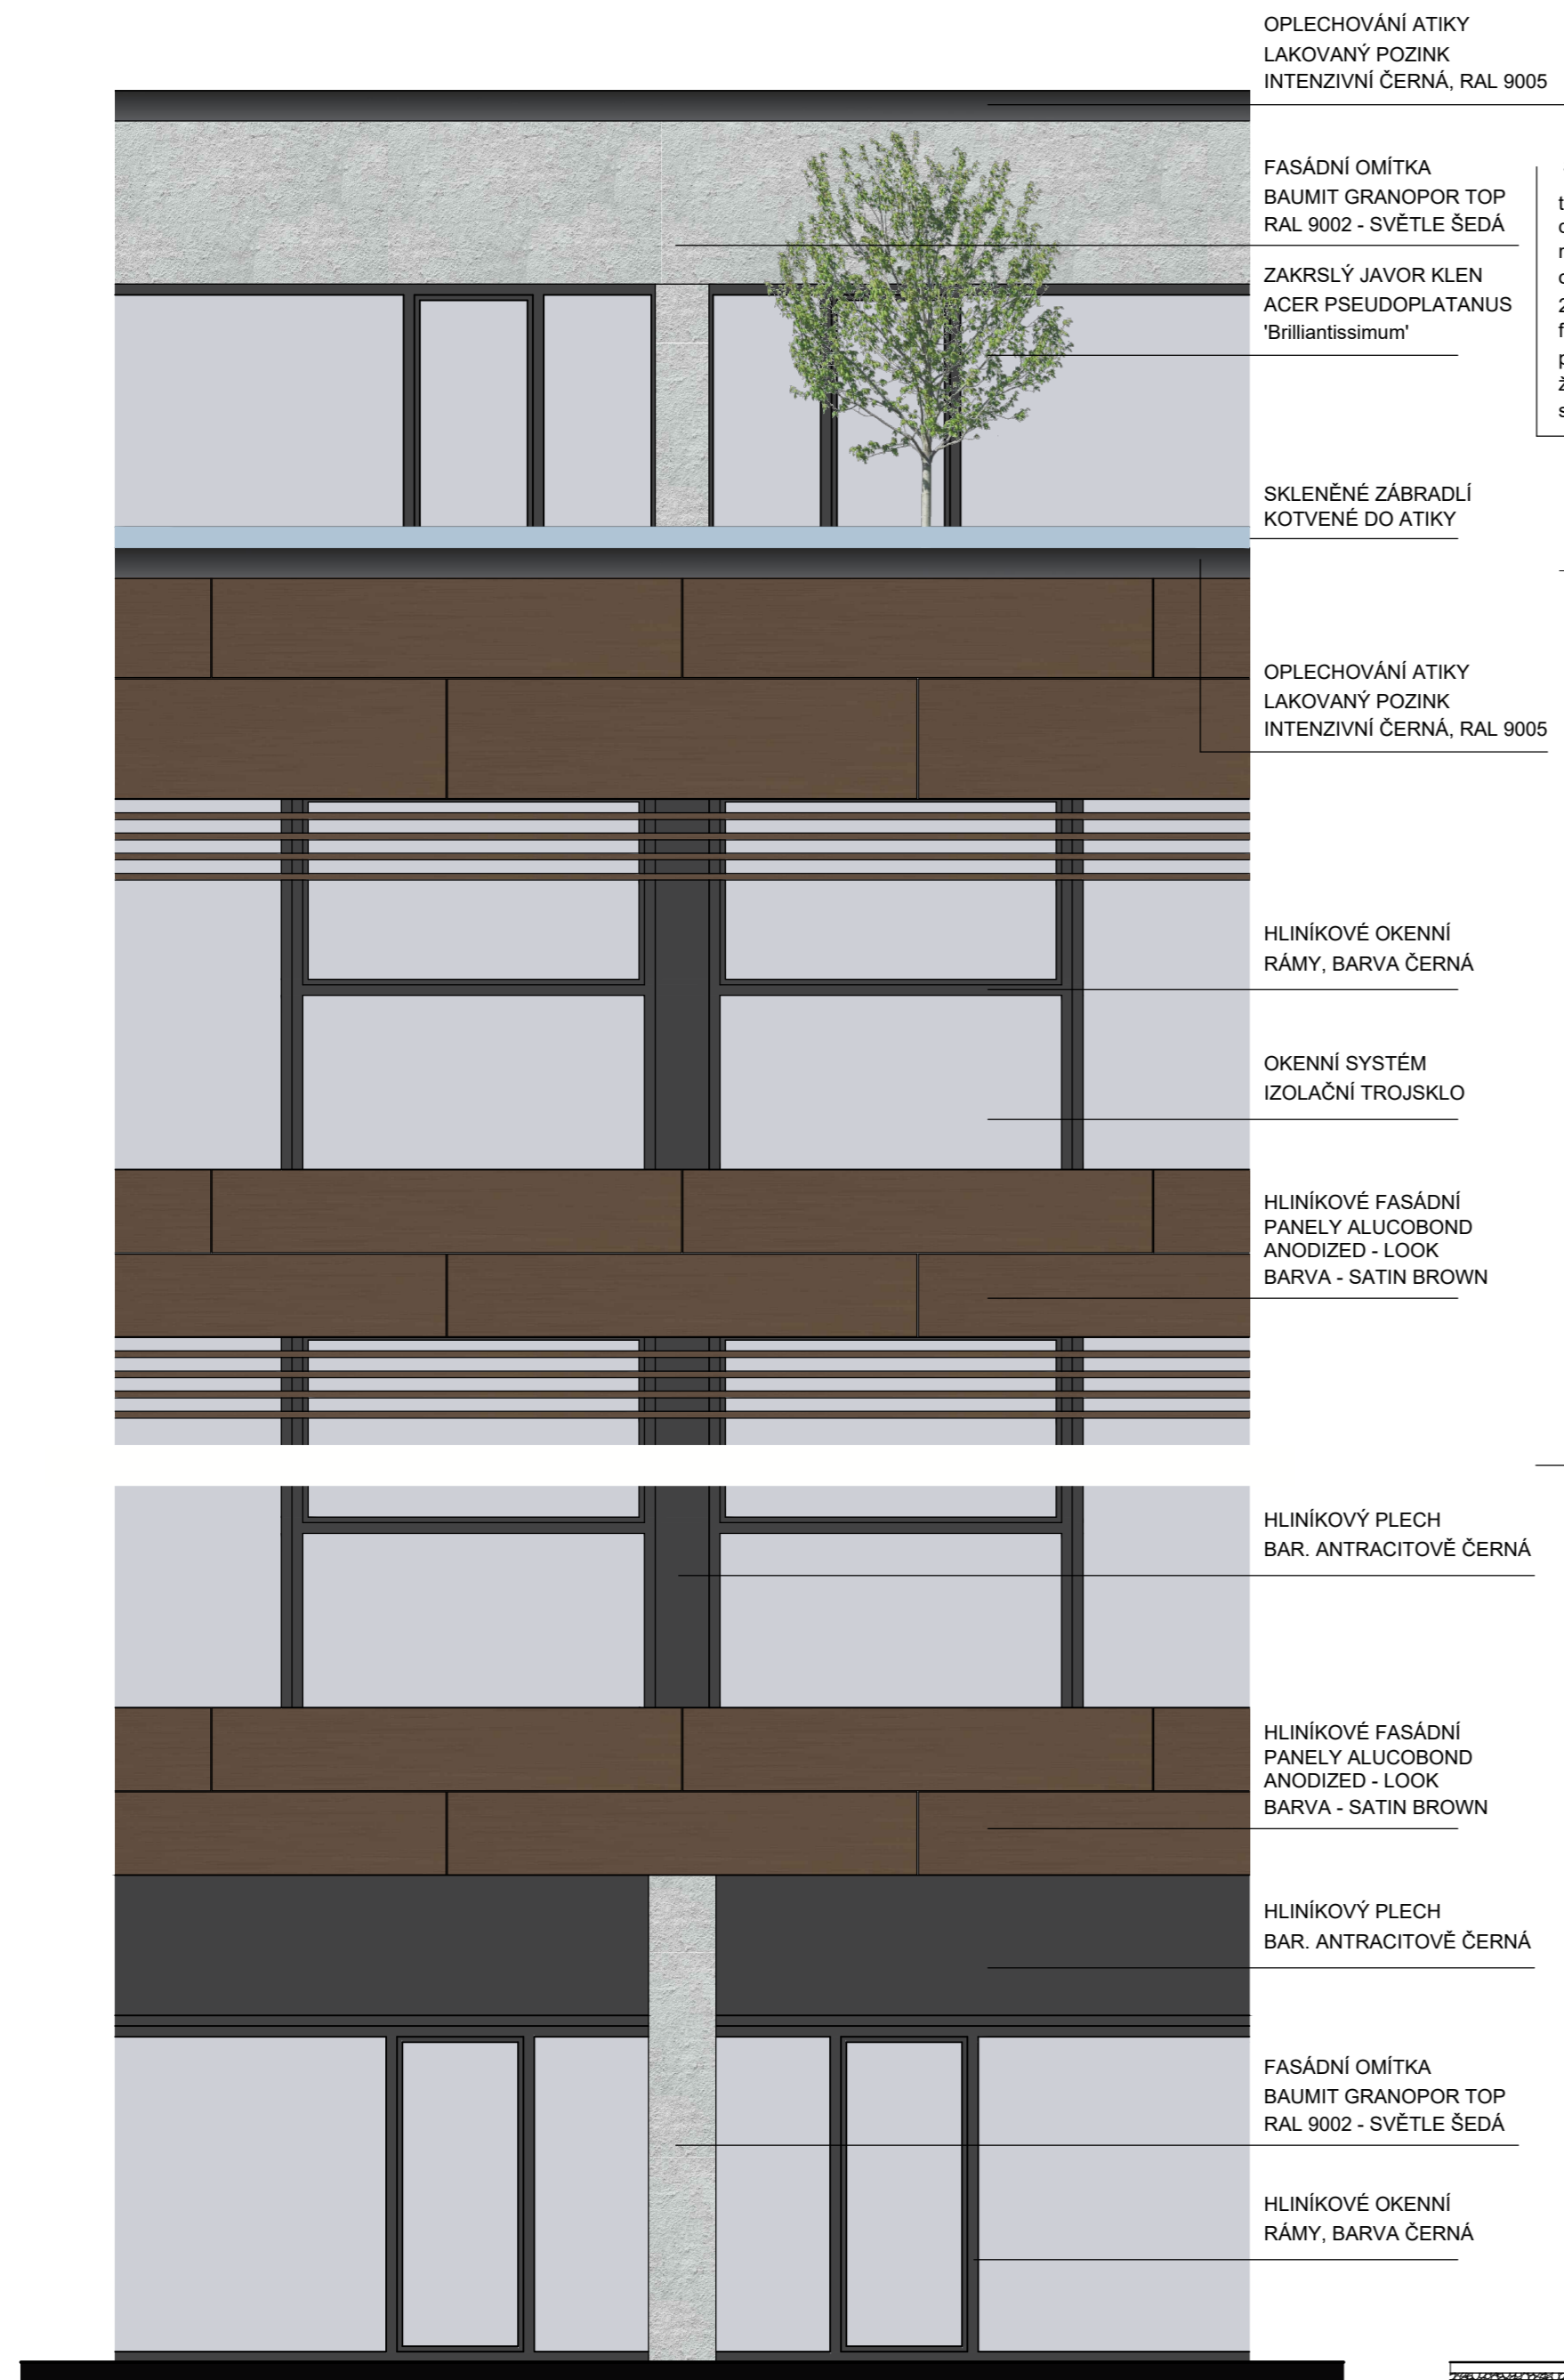 OPLECHOVÁNÍ ATIKY
LAKOVANÝ POZINK
INTENZIVNÍ ČERNÁ, RAL 9005
FASÁDNÍ OMÍTKA
BAUMIT GRANOPOR TOP
RAL 9002 - SVĚTLE ŠEDÁ
ZAKRSLÝ JAVOR KLEN
ACER PSEUDOPLATANUS
'Brilliantissimum'
SKLENĚNÉ ZÁBRADLÍ
KOTVENÉ DO ATIKY
OPLECHOVÁNÍ ATIKY
LAKOVANÝ POZINK
INTENZIVNÍ ČERNÁ, RAL 9005
HLINÍKOVÉ OKENNÍ
RÁMY, BARVA ČERNÁ
OKENNÍ SYSTÉM
IZOLAČNÍ TROJSKLO
HLINÍKOVÉ FASÁDNÍ
PANELY ALUCOBOND
ANODIZED - LOOK
BARVA - SATIN BROWN
HLINÍKOVÝ PLECH
BAR. ANTRACITOVĚ ČERNÁ
HLINÍKOVÉ FASÁDNÍ
PANELY ALUCOBOND
ANODIZED - LOOK
BARVA - SATIN BROWN
HLINÍKOVÝ PLECH
BAR. ANTRACITOVĚ ČERNÁ
FASÁDNÍ OMÍTKA
BAUMIT GRANOPOR TOP
RAL 9002 - SVĚTLE ŠEDÁ
HLINÍKOVÉ OKENNÍ
RÁMY, BARVA ČERNÁ